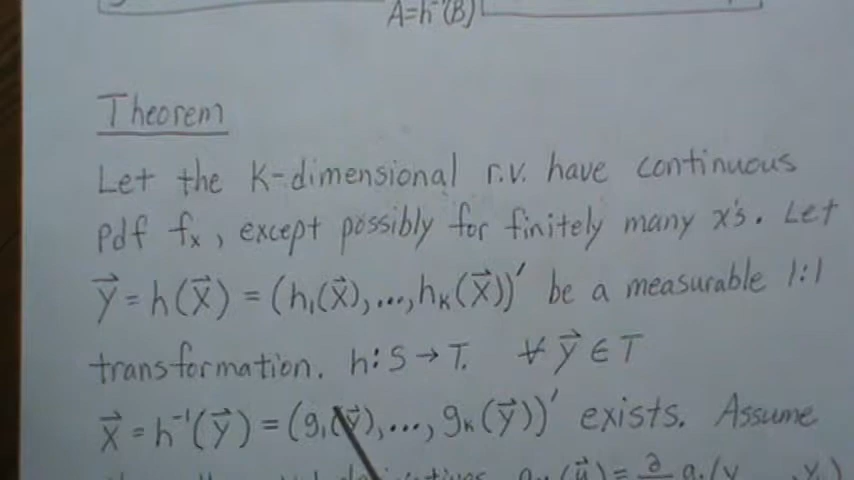 A=h⁻(B)
Theorem
Let the K-dimensional r.v. have continuous
pdf fₓ, except possibly for finitely many x's. Let
y⃗ = h(x⃗) = (h₁(x⃗),...,hₖ(x⃗))′ be a measurable 1:1
transformation. h: S → T. ∀ y⃗ ∈ T
x⃗ = h⁻¹(y⃗) = (g₁(y⃗),..., gₖ(y⃗))′ exists. Assume